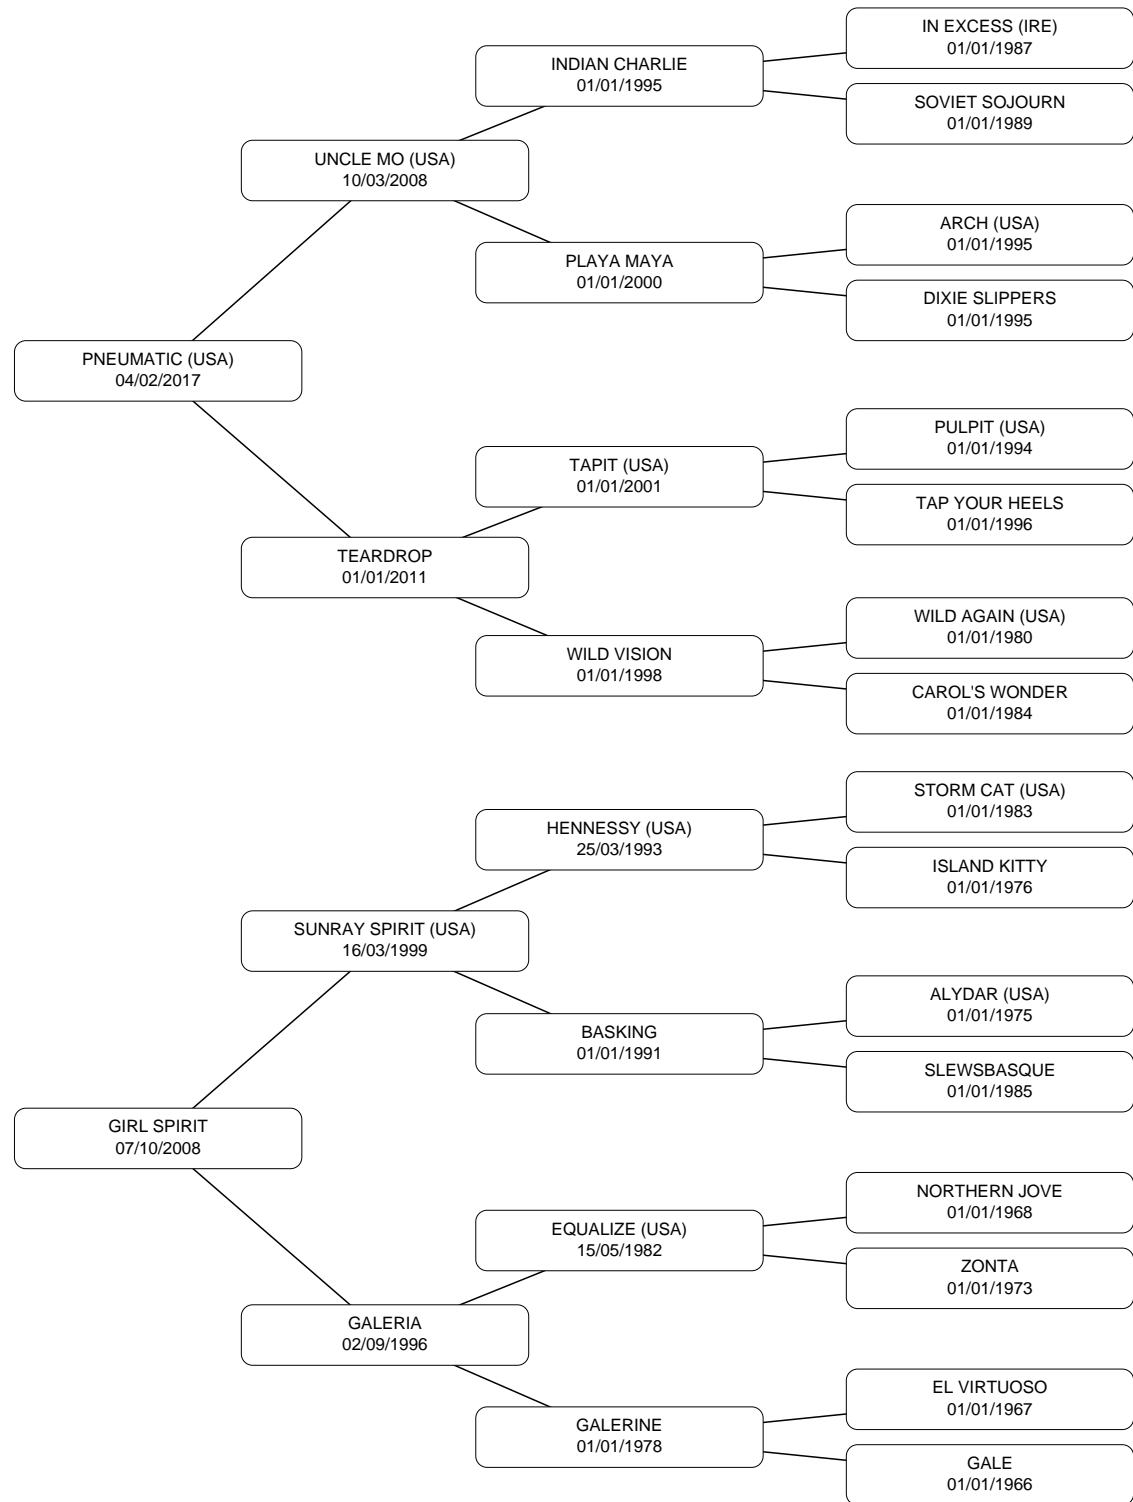 IN EXCESS (IRE)
01/01/1987
INDIAN CHARLIE
01/01/1995
SOVIET SOJOURN
01/01/1989
UNCLE MO (USA)
10/03/2008
ARCH (USA)
01/01/1995
PLAYA MAYA
01/01/2000
DIXIE SLIPPERS
01/01/1995
PNEUMATIC (USA)
04/02/2017
PULPIT (USA)
01/01/1994
TAPIT (USA)
01/01/2001
TAP YOUR HEELS
01/01/1996
TEARDROP
01/01/2011
WILD AGAIN (USA)
01/01/1980
WILD VISION
01/01/1998
CAROL'S WONDER
01/01/1984
STORM CAT (USA)
01/01/1983
HENNESSY (USA)
25/03/1993
ISLAND KITTY
01/01/1976
SUNRAY SPIRIT (USA)
16/03/1999
ALYDAR (USA)
01/01/1975
BASKING
01/01/1991
SLEWSBASQUE
01/01/1985
GIRL SPIRIT
07/10/2008
NORTHERN JOVE
01/01/1968
EQUALIZE (USA)
15/05/1982
ZONTA
01/01/1973
GALERIA
02/09/1996
EL VIRTUOSO
01/01/1967
GALERINE
01/01/1978
GALE
01/01/1966